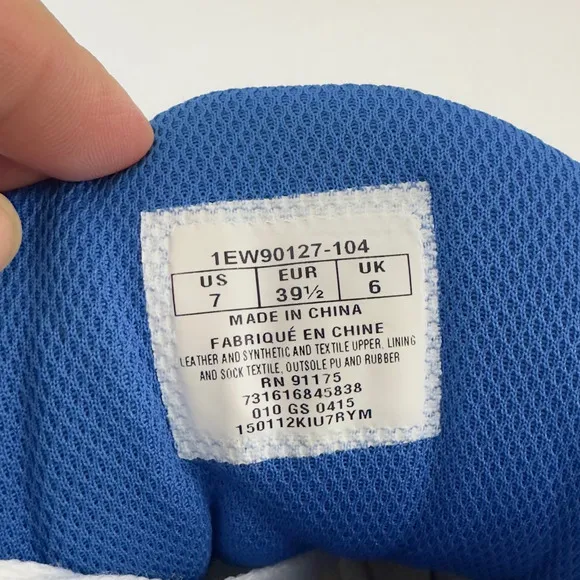 1EW90127-104
US EUR UK
7 39½ 6
MADE IN CHINA
FABRIQUÉ EN CHINE
LEATHER AND SYNTHETIC AND TEXTILE UPPER, LINING
AND SOCK TEXTILE, OUTSOLE PU AND RUBBER
RN 91175
731616845838
010 GS 0415
150112KIU7RYM